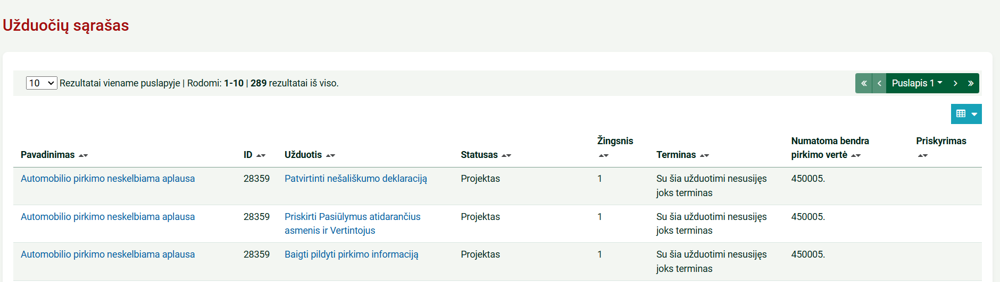 Užduočių sąrašas
10 Rezultatai viename puslapyje | Rodomi: 1-10 | 289 rezultatai iš viso.
« ‹ Puslapis 1 › »
Pavadinimas ID Užduotis Statusas Žingsnis Terminas Numatoma bendra pirkimo vertė Priskyrimas
Automobilio pirkimo neskelbiama aplausa 28359 Patvirtinti nešališkumo deklaraciją Projektas 1 Su šia užduotimi nesusijęs 450005.
joks terminas
Automobilio pirkimo neskelbiama aplausa 28359 Priskirti Pasiūlymus atidarančius Projektas 1 Su šia užduotimi nesusijęs 450005.
asmenis ir Vertintojus joks terminas
Automobilio pirkimo neskelbiama aplausa 28359 Baigti pildyti pirkimo informaciją Projektas 1 Su šia užduotimi nesusijęs 450005.
joks terminas